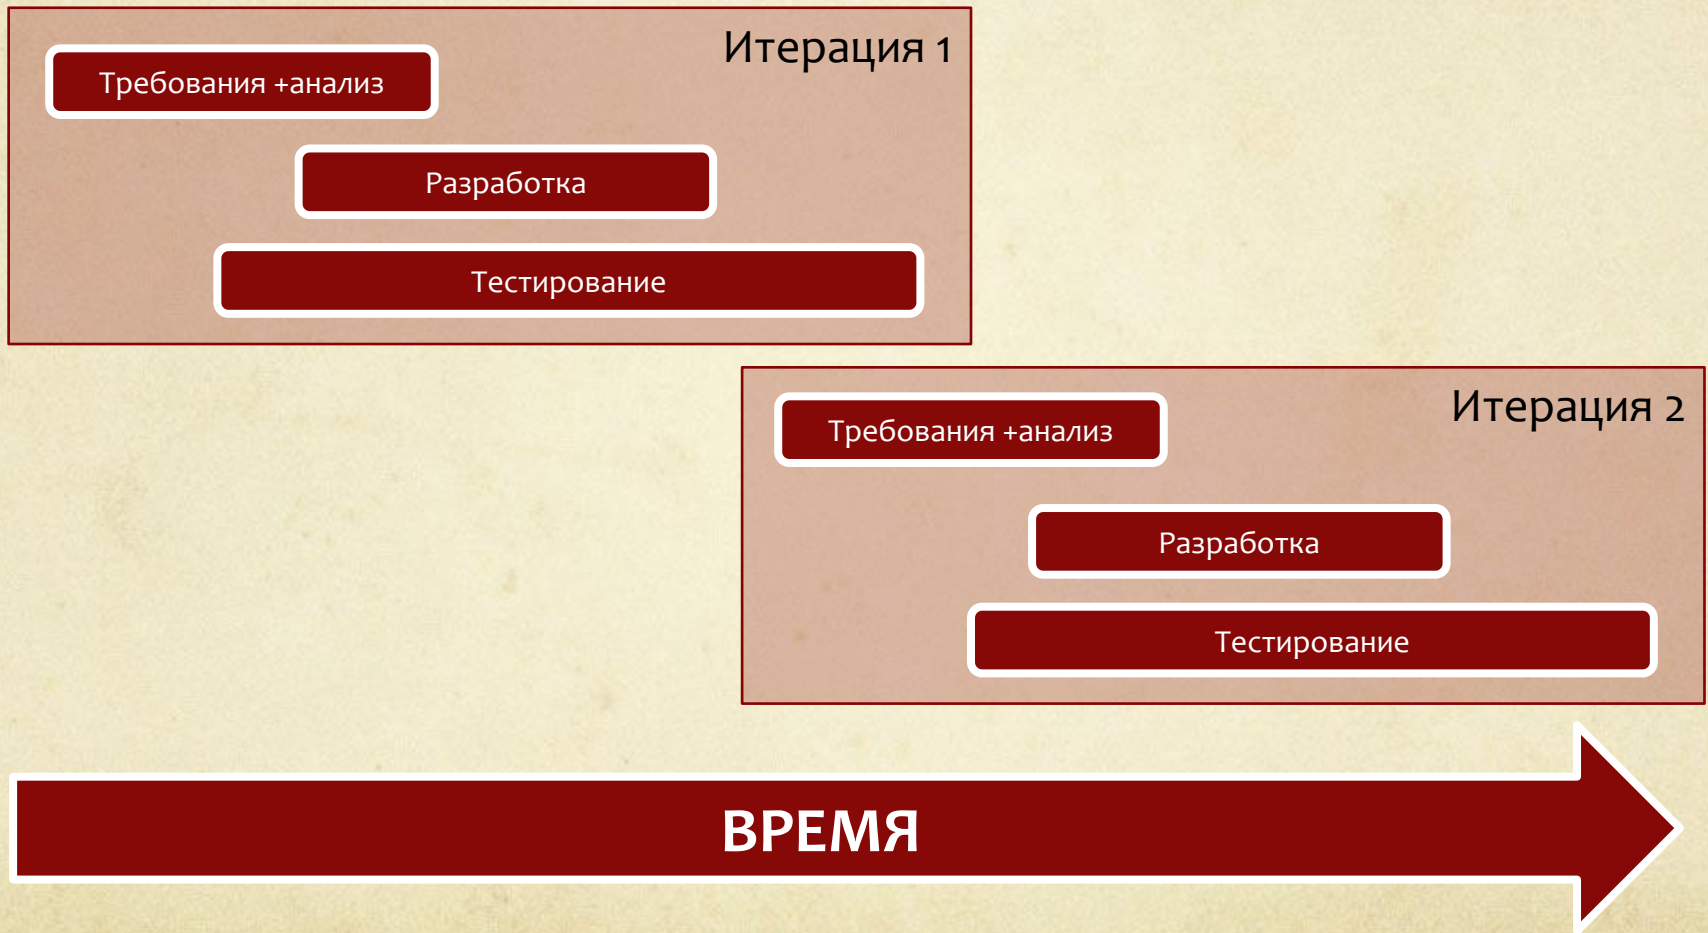 Итерация 1
Требования +анализ
Разработка
Тестирование
Итерация 2
Требования +анализ
Разработка
Тестирование
ВРЕМЯ